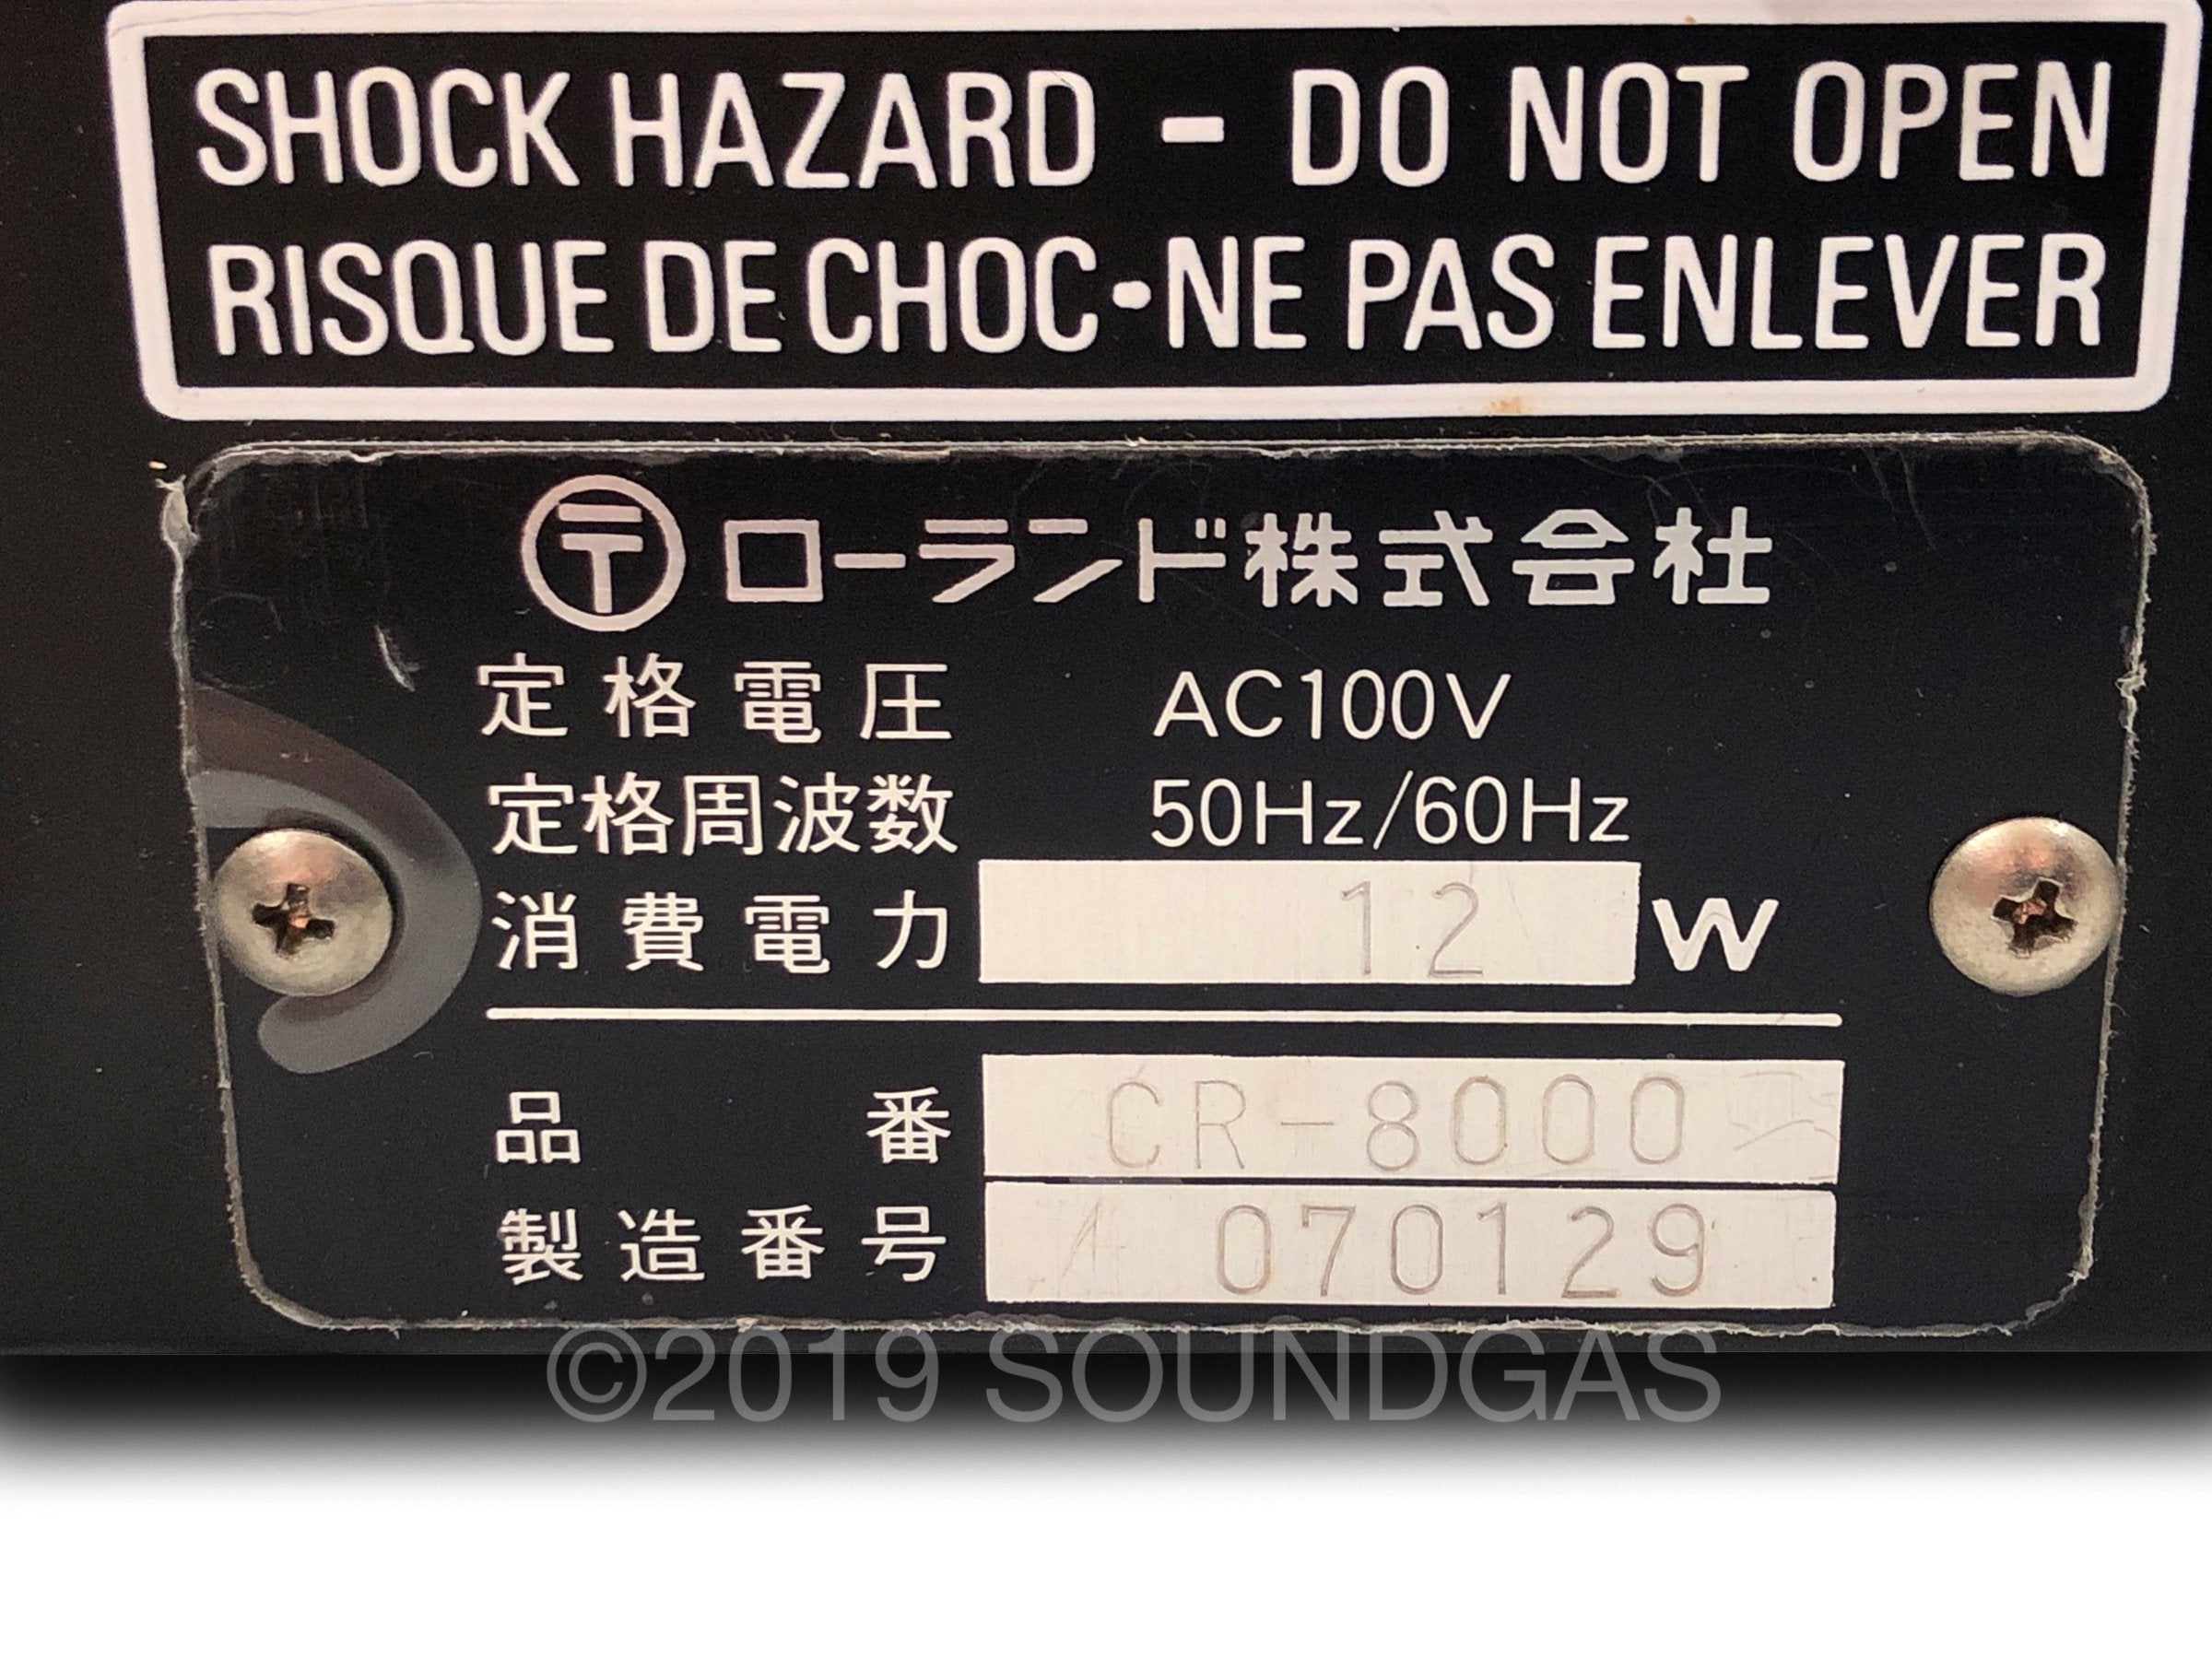 SHOCK HAZARD - DO NOT OPEN
RISQUE DE CHOC·NE PAS ENLEVER
〶 ローランド株式会社
定格電圧 AC100V
定格周波数 50Hz/60Hz
消費電力 12 W
品番 CR-8000
製造番号 070129
©2019 SOUNDGAS